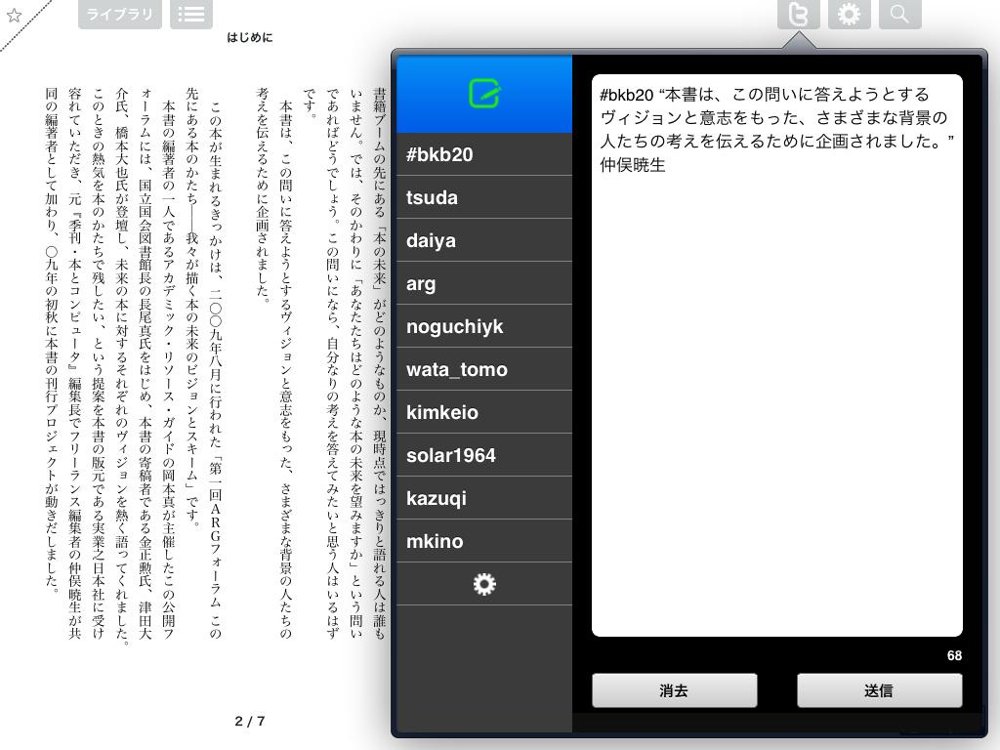 ライブラリ
はじめに
書籍ブームの先にある「本の未来」がどのようなものか、現時点ではっきりと語れる人は誰も
いません。では、そのかわりに「あなたたちはどのような本の未来を望みますか」という問い
であればどうでしょう。この問いになら、自分なりの考えを答えてみたいと思う人はいるはず
です。
本書は、この問いに答えようとするヴィジョンと意志をもった、さまざまな背景の人たちの
考えを伝えるために企画されました。
この本が生まれるきっかけは、二〇〇九年八月に行われた「第一回ARGフォーラム この
先にある本のかたち――我々が描く本の未来のビジョンとスキーム」です。
本書の編著者の一人であるアカデミック・リソース・ガイドの岡本真が主催したこの公開フ
ォーラムには、国立国会図書館長の長尾真氏をはじめ、本書の寄稿者である金正勲氏、津田大
介氏、橋本大也氏が登壇し、未来の本に対するそれぞれのヴィジョンを熱く語ってくれました。
このときの熱気を本のかたちで残したい、という提案を本書の版元である実業之日本社に受け
容れていただき、元『季刊・本とコンピュータ』編集長でフリーランス編集者の仲俣暁生が共
同の編著者として加わり、〇九年の初秋に本書の刊行プロジェクトが動きだしました。
2 / 7
#bkb20
tsuda
daiya
arg
noguchiyk
wata_tomo
kimkeio
solar1964
kazuqi
mkino
#bkb20 “本書は、この問いに答えようとする
ヴィジョンと意志をもった、さまざまな背景の
人たちの考えを伝えるために企画されました。”
仲俣暁生
68
消去
送信